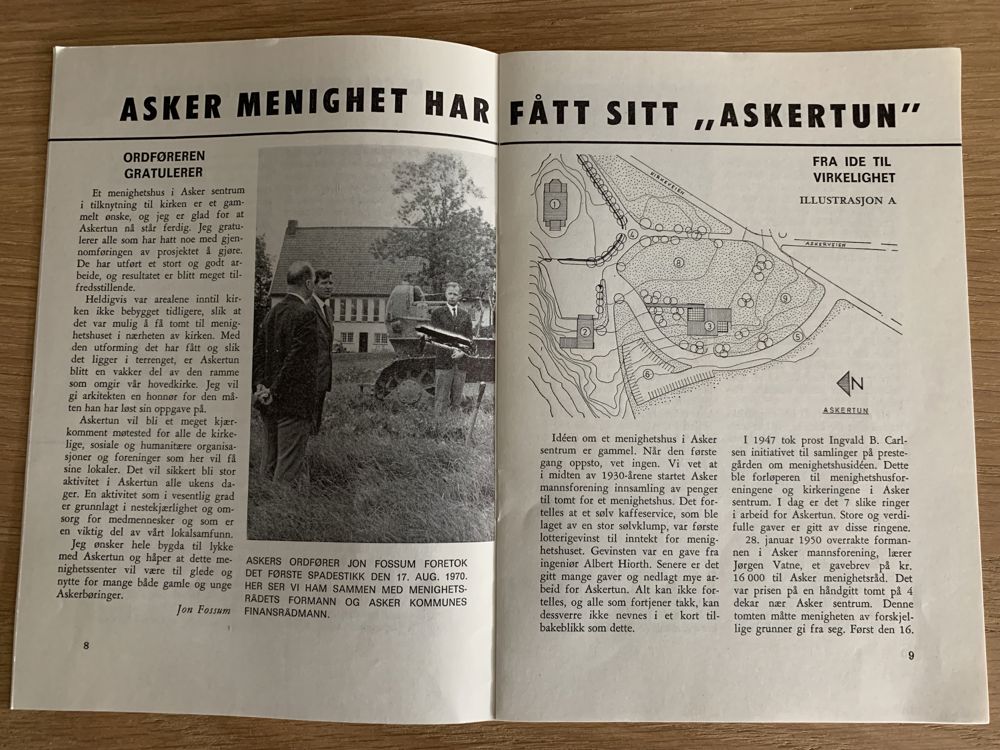 ASKER MENIGHET HAR FÅTT SITT „ASKERTUN”
ORDFØREREN
GRATULERER
Et menighetshus i Asker sentrum
i tilknytning til kirken er et gam-
melt ønske, og jeg er glad for at
Askertun nå står ferdig. Jeg gratu-
lerer alle som har hatt noe med gjen-
nomføringen av prosjektet å gjøre.
De har utført et stort og godt ar-
beide, og resultatet er blitt meget til-
fredsstillende.
Heldigvis var arealene inntil kir-
ken ikke bebygget tidligere, slik at
det var mulig å få tomt til menig-
hetshuset i nærheten av kirken. Med
den utforming det har fått og slik
det ligger i terrenget, er Askertun
blitt en vakker del av den ramme
som omgir vår hovedkirke. Jeg vil
gi arkitekten en honnør for den må-
ten han har løst sin oppgave på.
Askertun vil bli et meget kjær-
komment møtested for alle de kirke-
lige, sosiale og humanitære organisa-
sjoner og foreninger som her vil få
sine lokaler. Det vil sikkert bli stor
aktivitet i Askertun alle ukens da-
ger. En aktivitet som i vesentlig grad
er grunnlagt i nestekjærlighet og om-
sorg for medmennesker og som er
en viktig del av vårt lokalsamfunn.
Jeg ønsker hele bygda til lykke
med Askertun og håper at dette me-
nighetssenter vil være til glede og
nytte for mange både gamle og unge
Askerbøringer.
Jon Fossum
ASKERS ORDFØRER JON FOSSUM FORETOK
DET FØRSTE SPADESTIKK DEN 17. AUG. 1970.
HER SER VI HAM SAMMEN MED MENIGHETS-
RÅDETS FORMANN OG ASKER KOMMUNES
FINANSRÅDMANN.
8
FRA IDE TIL
VIRKELIGHET
ILLUSTRASJON A
KIRKEVEIEN
ASKERVEIEN
1
4
8
9
2
3
5
6
N
ASKERTUN
Idéen om et menighetshus i Asker
sentrum er gammel. Når den første
gang oppsto, vet ingen. Vi vet at
i midten av 1930-årene startet Asker
mannsforening innsamling av penger
til tomt for et menighetshus. Det for-
telles at et sølv kaffeservice, som ble
laget av en stor sølvklump, var første
lotterigevinst til inntekt for menig-
hetshuset. Gevinsten var en gave fra
ingeniør Albert Hiorth. Senere er det
gitt mange gaver og nedlagt mye ar-
beid for Askertun. Alt kan ikke for-
telles, og alle som fortjener takk, kan
dessverre ikke nevnes i et kort til-
bakeblikk som dette.
I 1947 tok prost Ingvald B. Carl-
sen initiativet til samlinger på preste-
gården om menighetshusidéen. Dette
ble forløperen til menighetshusfor-
eningene og kirkeringene i Asker
sentrum. I dag er det 7 slike ringer
i arbeid for Askertun. Store og verdi-
fulle gaver er gitt av disse ringene.
28. januar 1950 overrakte forman-
nen i Asker mannsforening, lærer
Jørgen Vatne, et gavebrev på kr.
16 000 til Asker menighetsråd. Det
var prisen på en håndgitt tomt på 4
dekar nær Asker sentrum. Denne
tomten måtte menigheten av forskjel-
lige grunner gi fra seg. Først den 16.
9